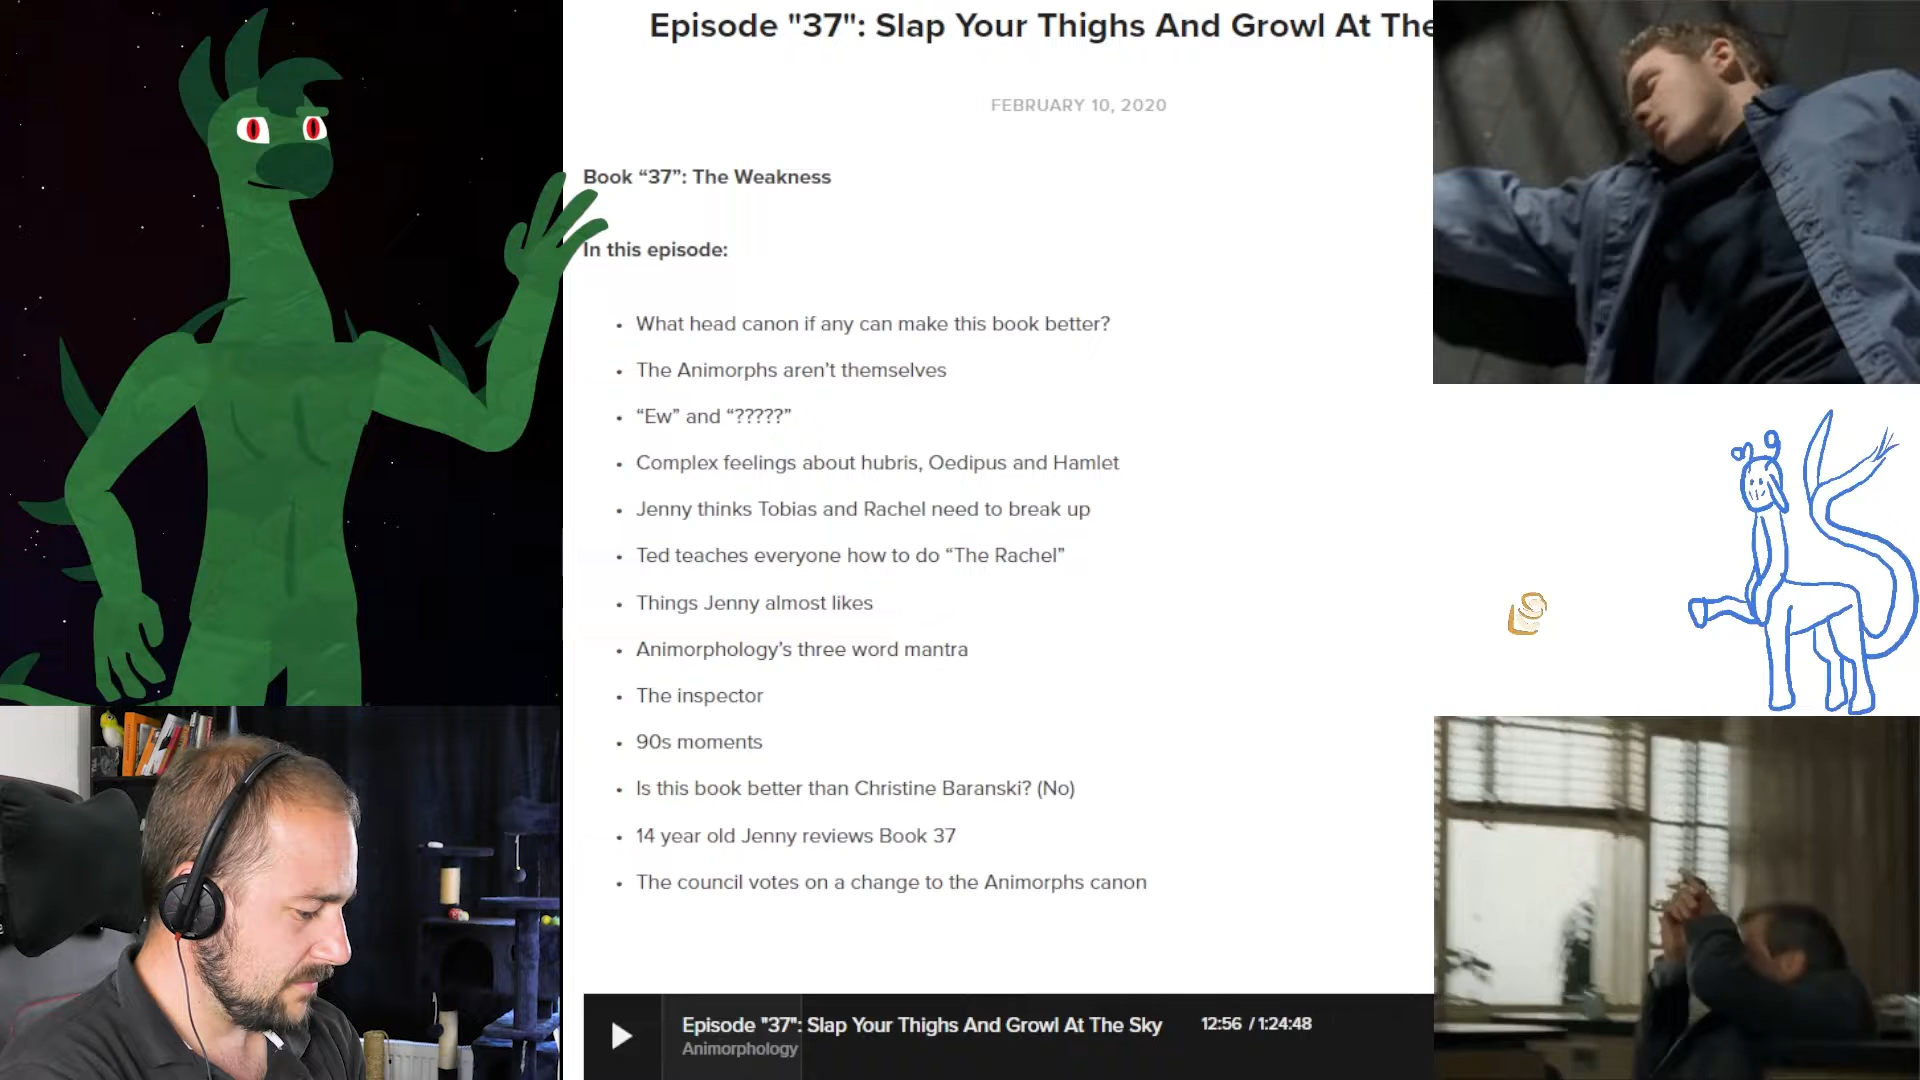 Episode "37": Slap Your Thighs And Growl At The
FEBRUARY 10, 2020
Book “37”: The Weakness
In this episode:
• What head canon if any can make this book better?
• The Animorphs aren’t themselves
• “Ew” and “?????”
• Complex feelings about hubris, Oedipus and Hamlet
• Jenny thinks Tobias and Rachel need to break up
• Ted teaches everyone how to do “The Rachel”
• Things Jenny almost likes
• Animorphology’s three word mantra
• The inspector
• 90s moments
• Is this book better than Christine Baranski? (No)
• 14 year old Jenny reviews Book 37
• The council votes on a change to the Animorphs canon
Episode "37": Slap Your Thighs And Growl At The Sky
12:56 / 1:24:48
Animorphology